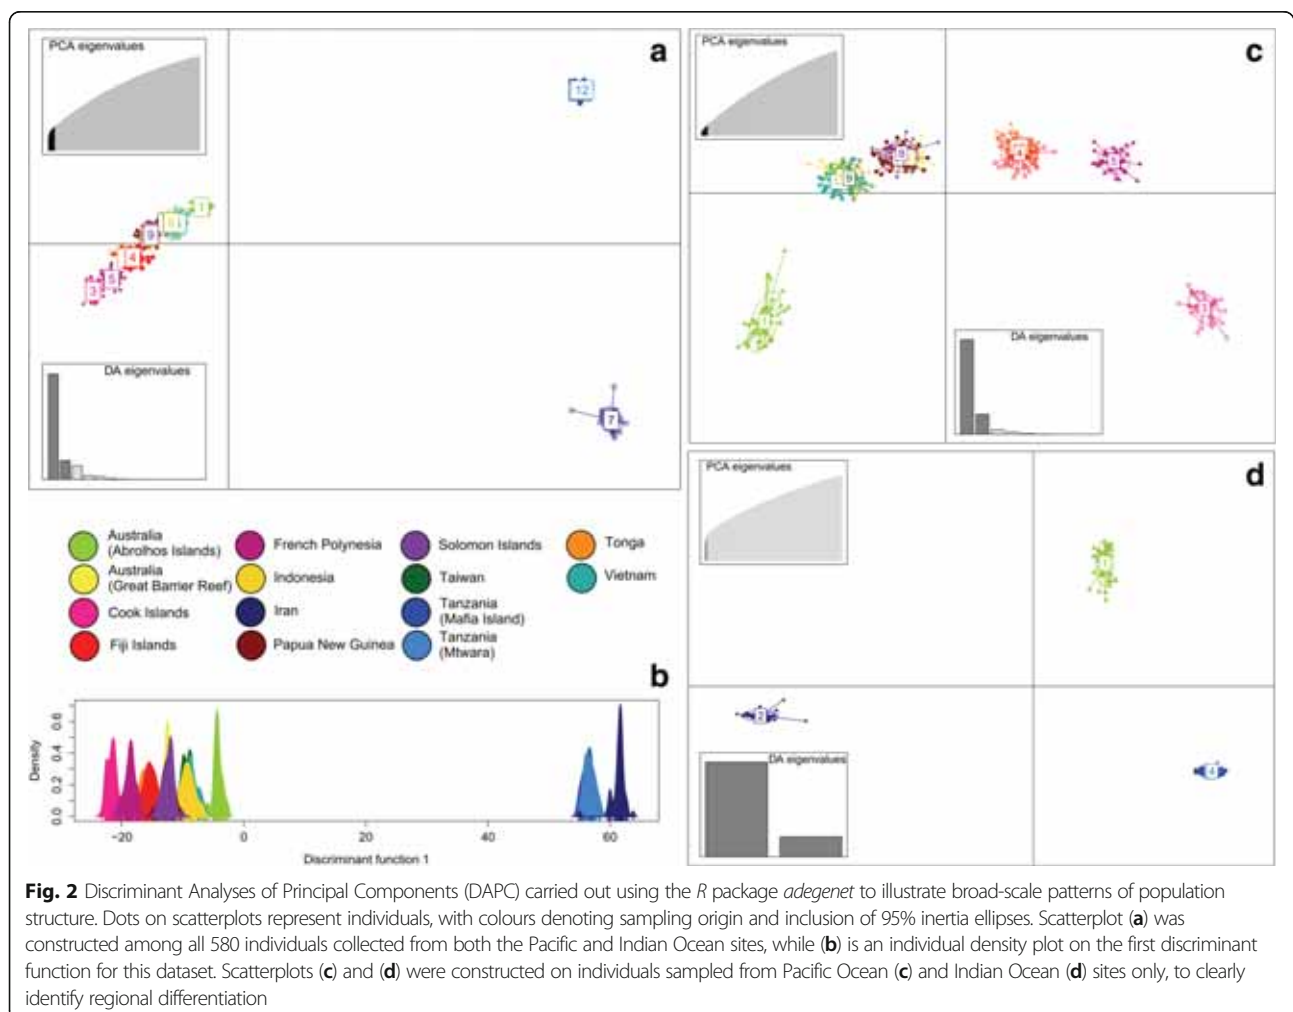 PCA eigenvalues
a
12
1
9
4
5
3
DA eigenvalues
7
PCA eigenvalues
c
9
9
4
5
1
DA eigenvalues
Australia
(Abrolhos Islands)
Australia
(Great Barrier Reef)
Cook Islands
Fiji Islands
French Polynesia
Indonesia
Iran
Papua New Guinea
Solomon Islands
Taiwan
Tanzania
(Mafia Island)
Tanzania
(Mtwara)
Tonga
Vietnam
b
Density
0.6
0.4
0.2
0.0
−20
0
20
40
60
Discriminant function 1
PCA eigenvalues
d
1
2
4
DA eigenvalues
Fig. 2 Discriminant Analyses of Principal Components (DAPC) carried out using the R package adegenet to illustrate broad-scale patterns of population
structure. Dots on scatterplots represent individuals, with colours denoting sampling origin and inclusion of 95% inertia ellipses. Scatterplot (a) was
constructed among all 580 individuals collected from both the Pacific and Indian Ocean sites, while (b) is an individual density plot on the first discriminant
function for this dataset. Scatterplots (c) and (d) were constructed on individuals sampled from Pacific Ocean (c) and Indian Ocean (d) sites only, to clearly
identify regional differentiation